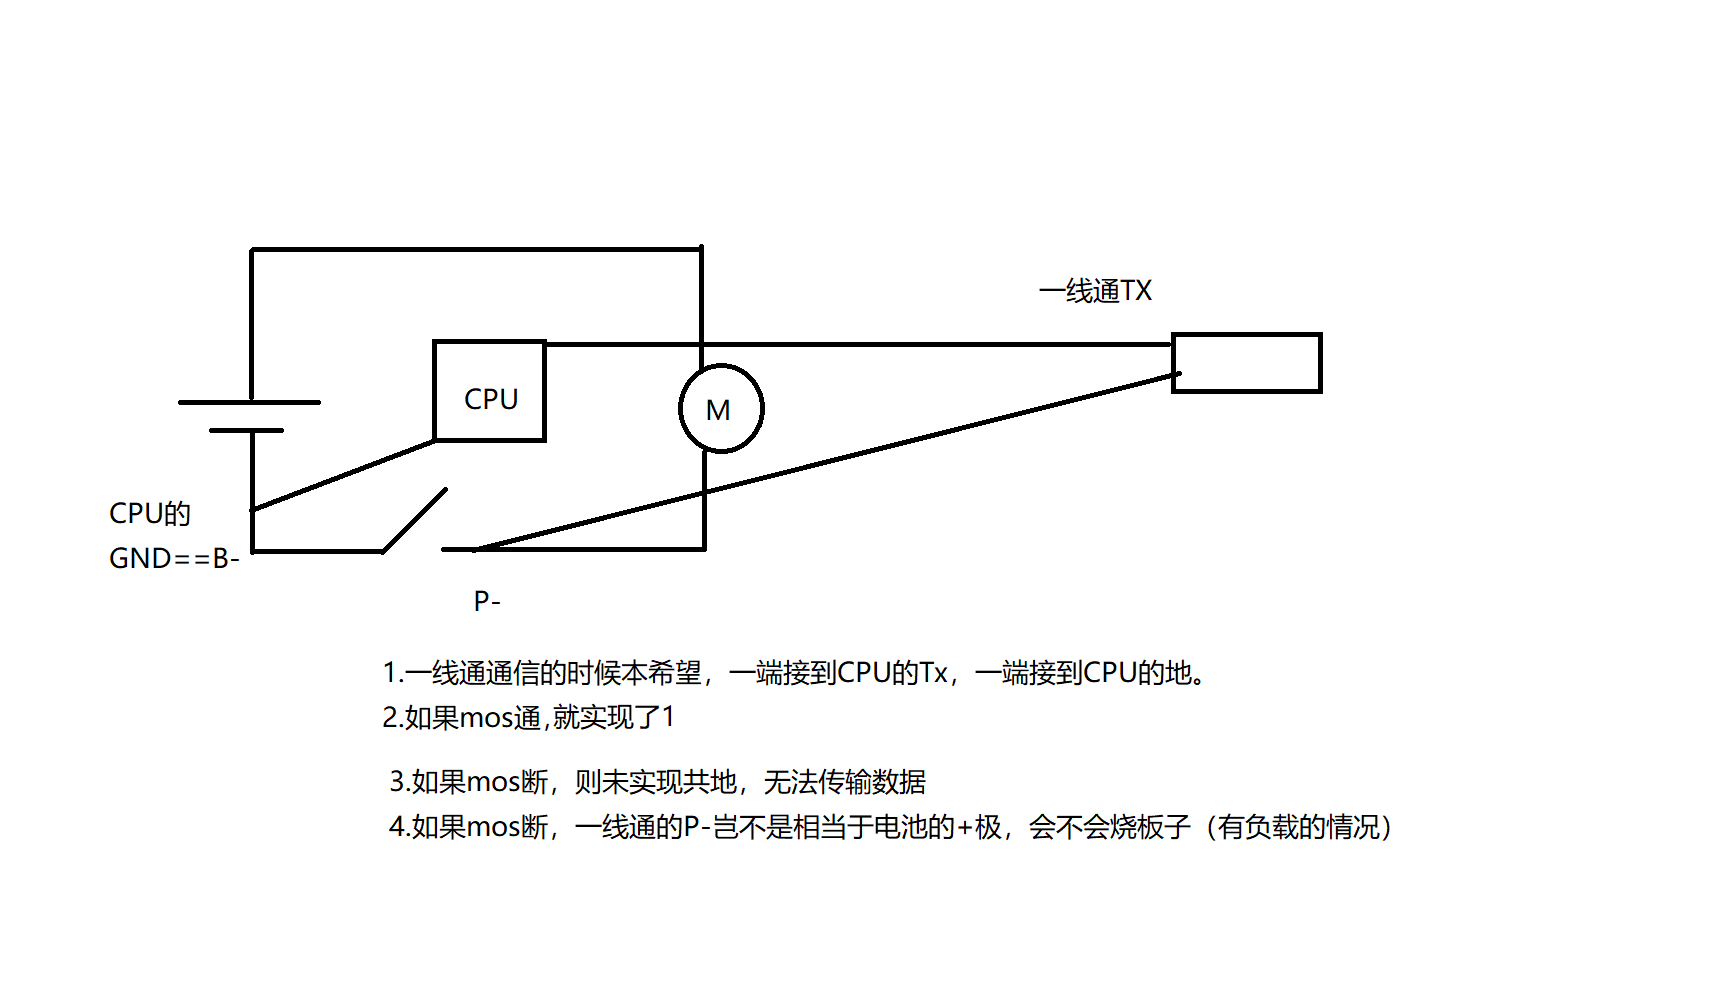 一线通TX
CPU
M
CPU的
GND==B-
P-
1.一线通通信的时候本希望，一端接到CPU的Tx，一端接到CPU的地。
2.如果mos通,就实现了1
3.如果mos断，则未实现共地，无法传输数据
4.如果mos断，一线通的P-岂不是相当于电池的+极，会不会烧板子（有负载的情况）